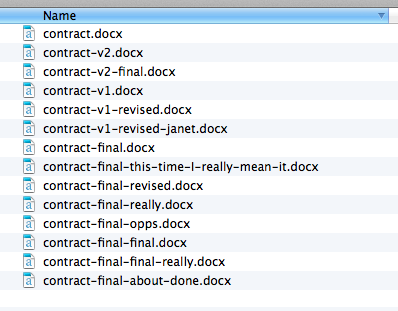 Name
contract.docx
contract-v2.docx
contract-v2-final.docx
contract-v1.docx
contract-v1-revised.docx
contract-v1-revised-janet.docx
contract-final.docx
contract-final-this-time-I-really-mean-it.docx
contract-final-revised.docx
contract-final-really.docx
contract-final-opps.docx
contract-final-final.docx
contract-final-final-really.docx
contract-final-about-done.docx